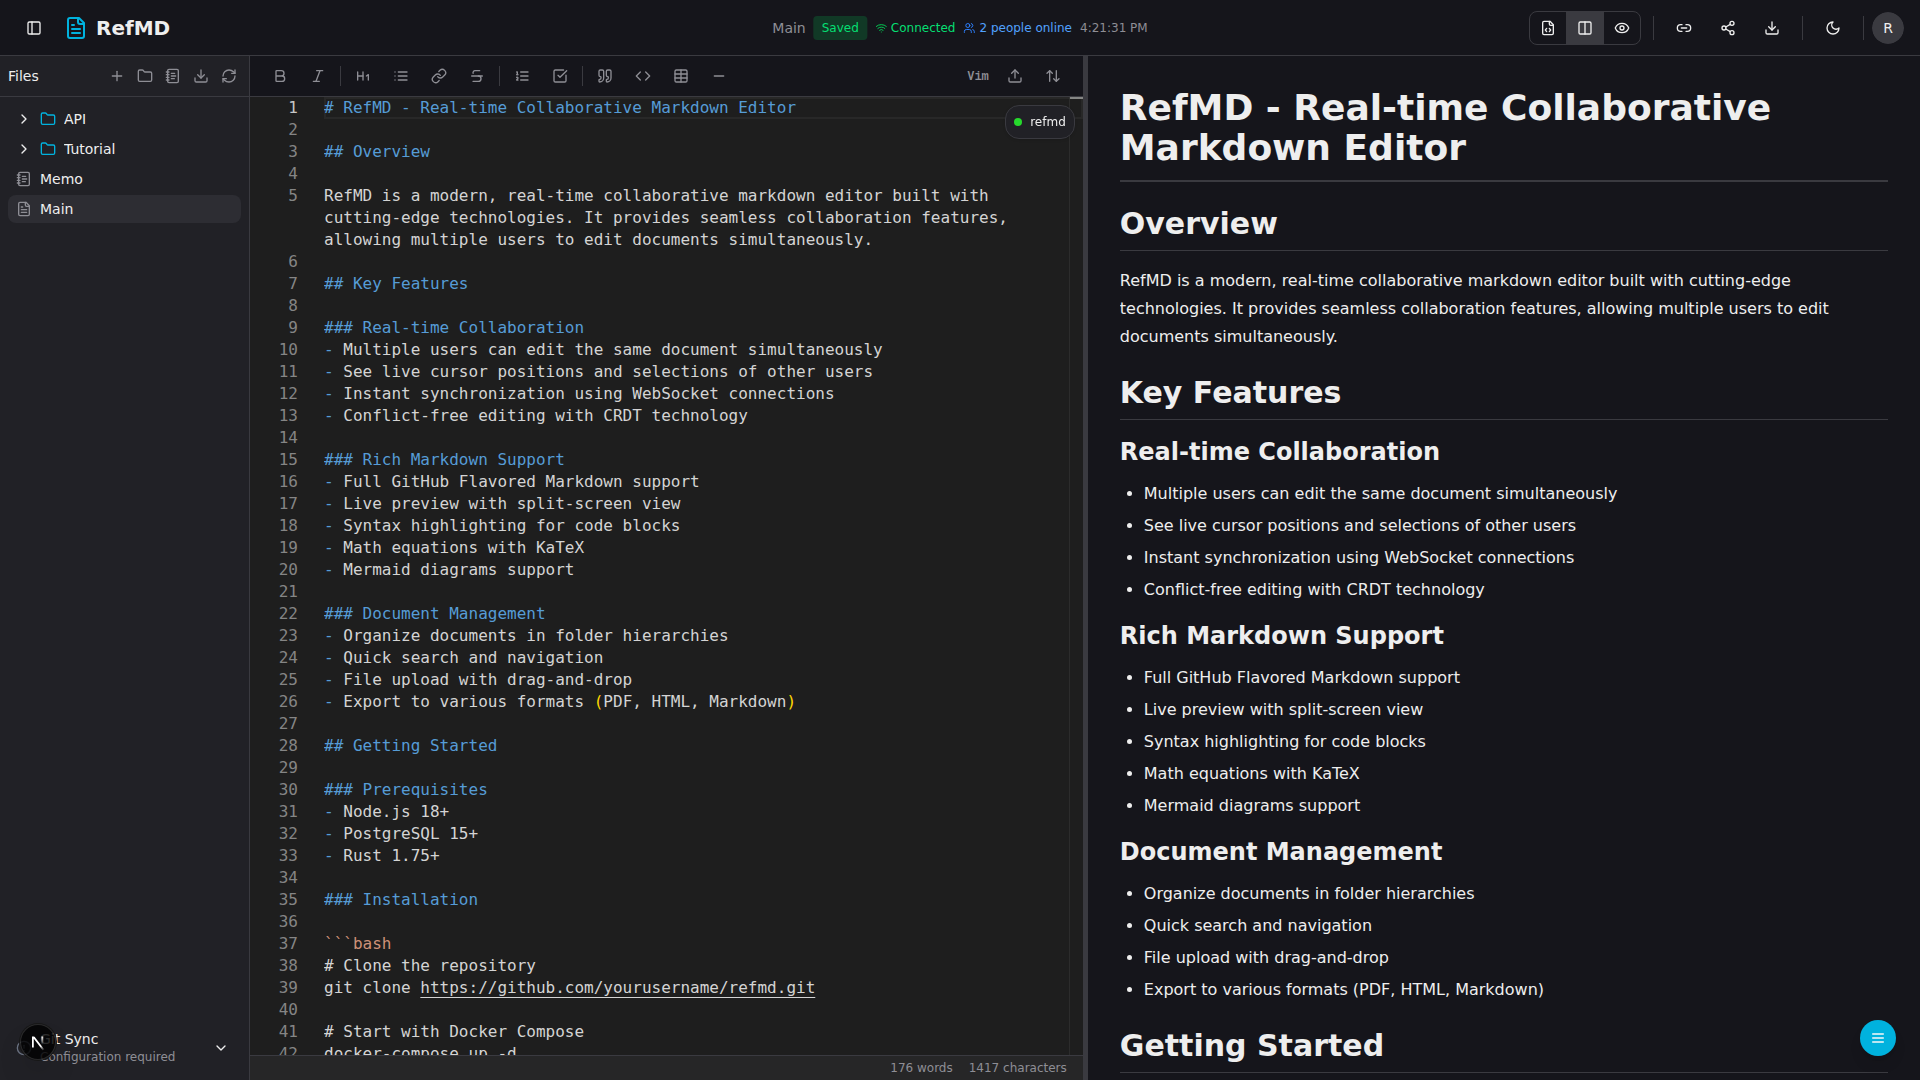 RefMD
Main Saved Connected 2 people online 4:21:31 PM
R
Files
API
Tutorial
Memo
Main
Git Sync
Configuration required
H1
Vim
refmd
1 # RefMD - Real-time Collaborative Markdown Editor
2
3 ## Overview
4
5 RefMD is a modern, real-time collaborative markdown editor built with
cutting-edge technologies. It provides seamless collaboration features,
allowing multiple users to edit documents simultaneously.
6
7 ## Key Features
8
9 ### Real-time Collaboration
10 - Multiple users can edit the same document simultaneously
11 - See live cursor positions and selections of other users
12 - Instant synchronization using WebSocket connections
13 - Conflict-free editing with CRDT technology
14
15 ### Rich Markdown Support
16 - Full GitHub Flavored Markdown support
17 - Live preview with split-screen view
18 - Syntax highlighting for code blocks
19 - Math equations with KaTeX
20 - Mermaid diagrams support
21
22 ### Document Management
23 - Organize documents in folder hierarchies
24 - Quick search and navigation
25 - File upload with drag-and-drop
26 - Export to various formats (PDF, HTML, Markdown)
27
28 ## Getting Started
29
30 ### Prerequisites
31 - Node.js 18+
32 - PostgreSQL 15+
33 - Rust 1.75+
34
35 ### Installation
36
37 ```bash
38 # Clone the repository
39 git clone https://github.com/yourusername/refmd.git
40
41 # Start with Docker Compose
42 docker-compose up -d
176 words 1417 characters
RefMD - Real-time Collaborative
Markdown Editor
Overview
RefMD is a modern, real-time collaborative markdown editor built with cutting-edge
technologies. It provides seamless collaboration features, allowing multiple users to edit
documents simultaneously.
Key Features
Real-time Collaboration
• Multiple users can edit the same document simultaneously
• See live cursor positions and selections of other users
• Instant synchronization using WebSocket connections
• Conflict-free editing with CRDT technology
Rich Markdown Support
• Full GitHub Flavored Markdown support
• Live preview with split-screen view
• Syntax highlighting for code blocks
• Math equations with KaTeX
• Mermaid diagrams support
Document Management
• Organize documents in folder hierarchies
• Quick search and navigation
• File upload with drag-and-drop
• Export to various formats (PDF, HTML, Markdown)
Getting Started